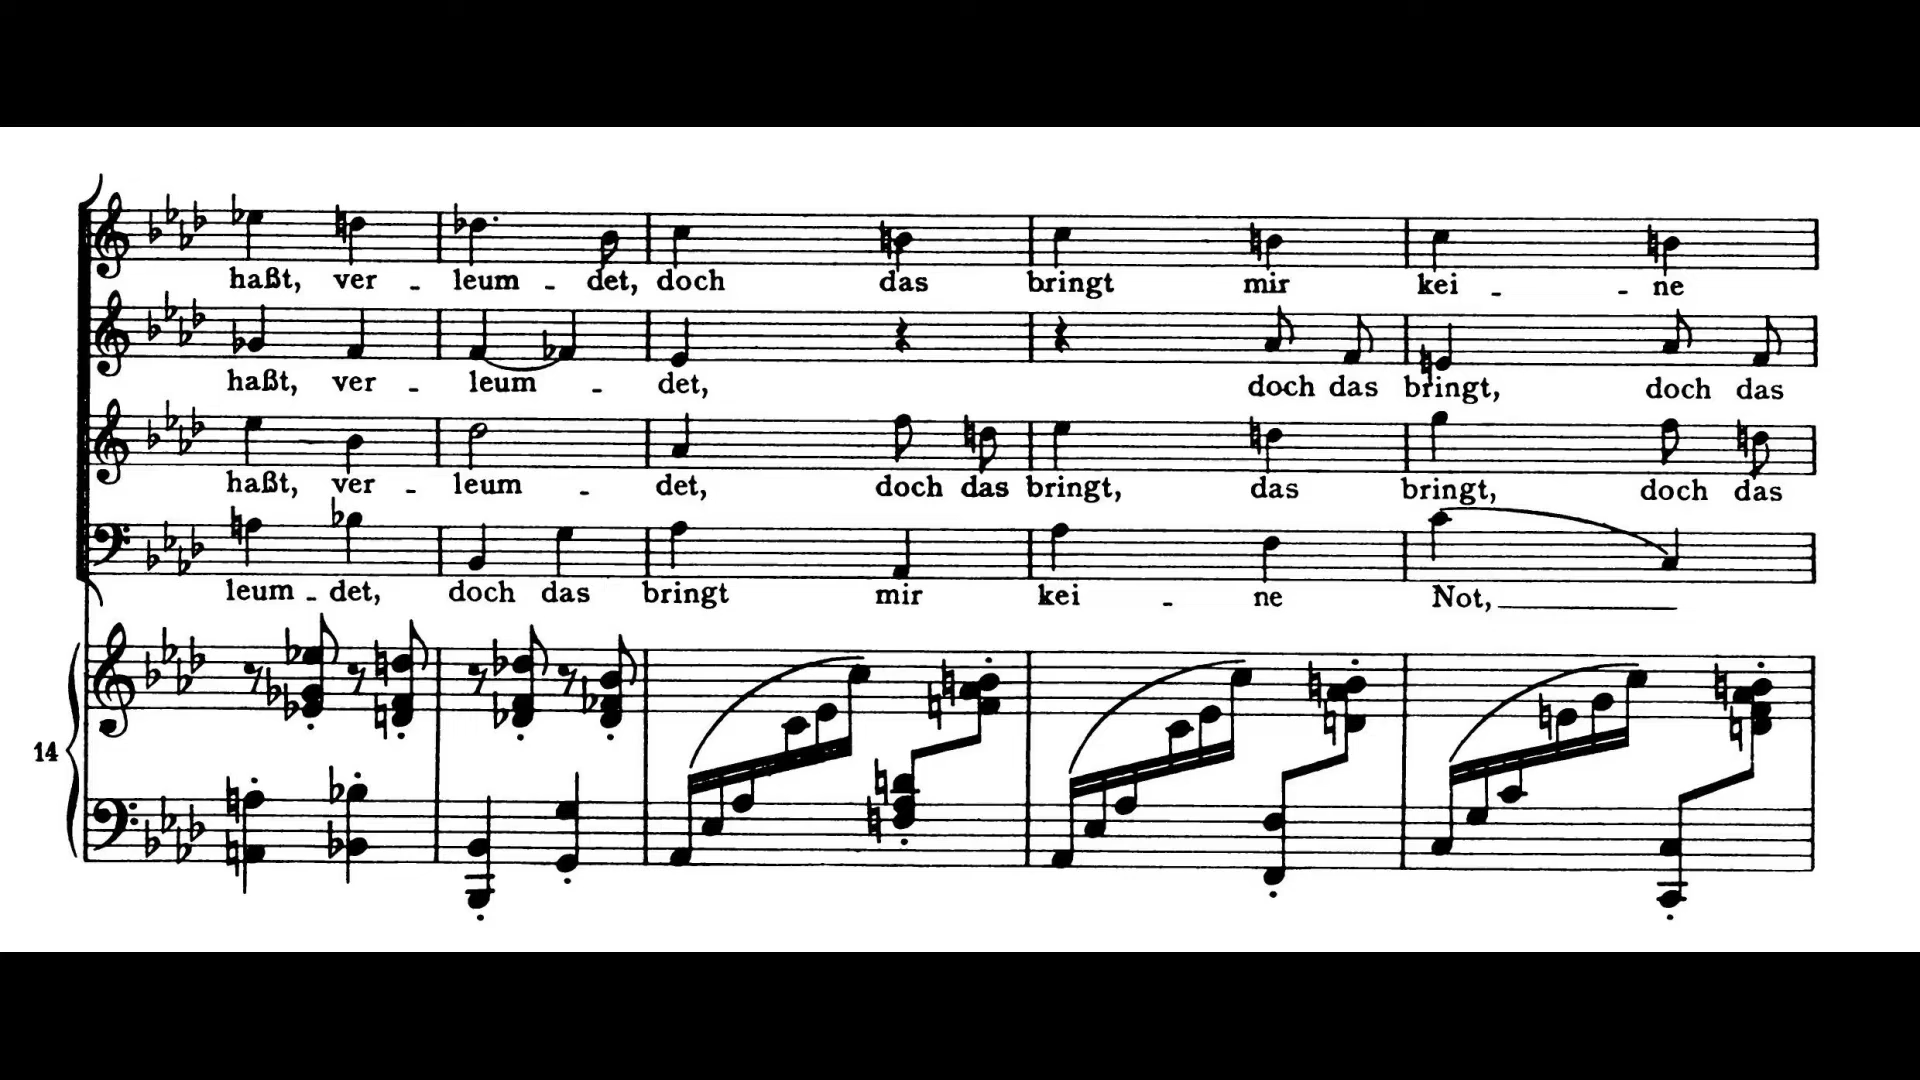 haßt, ver - leum - det, doch das bringt mir kei - - ne
haßt, ver - leum - det, doch das bringt, doch das
haßt, ver - leum - det, doch das bringt, das bringt, doch das
leum - det, doch das bringt mir kei - ne Not,
14